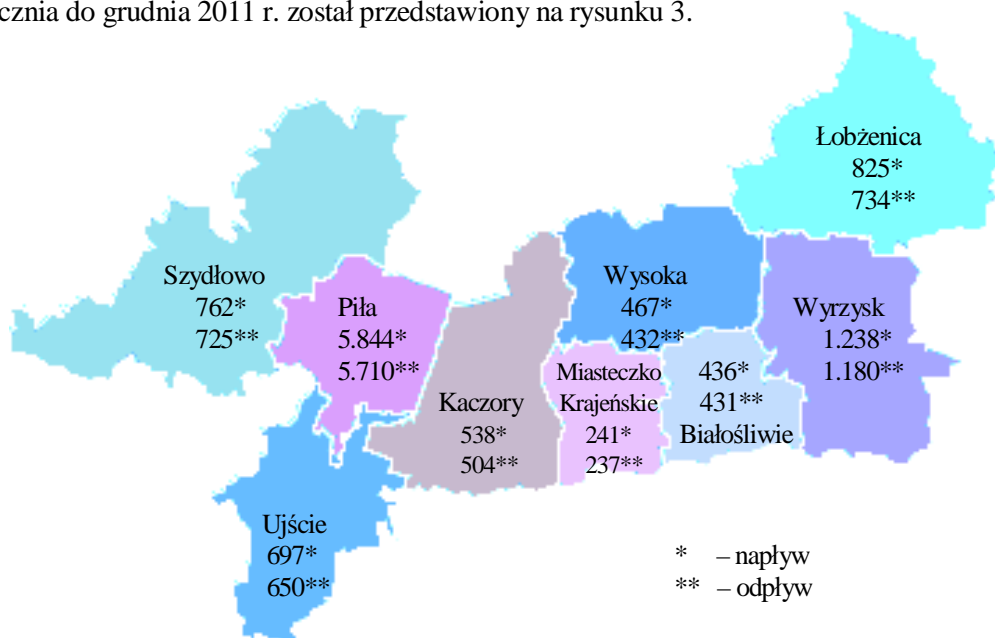 cznia do grudnia 2011 r. został przedstawiony na rysunku 3.
Łobżenica
825*
734**
Szydłowo
762*
725**
Piła
5.844*
5.710**
Wysoka
467*
432**
Wyrzysk
1.238*
1.180**
Kaczory
538*
504**
Miasteczko
Krajeńskie
241*
237**
436*
431**
Białośliwie
Ujście
697*
650**
* – napływ
** – odpływ